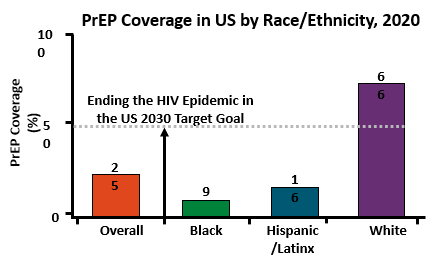 PrEP Coverage in US by Race/Ethnicity, 2020
PrEP Coverage
(%)
10
0
5
0
0
Ending the HIV Epidemic in
the US 2030 Target Goal
2
5
9
1
6
6
6
Overall
Black
Hispanic
/Latinx
White